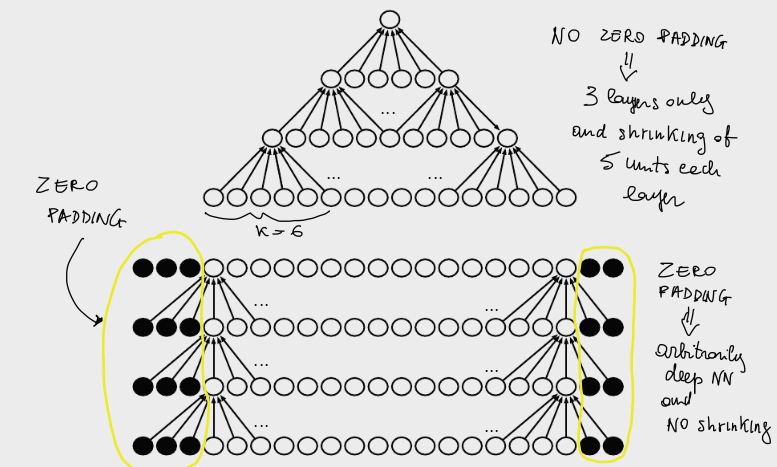 NO ZERO PADDING
⇓
3 layers only
and shrinking of
5 units each
layer
...
...
...
K = 6
ZERO
PADDING
ZERO
PADDING
⇓
arbitrarily
deep NN
and
NO shrinking
...
...
...
...
...
...